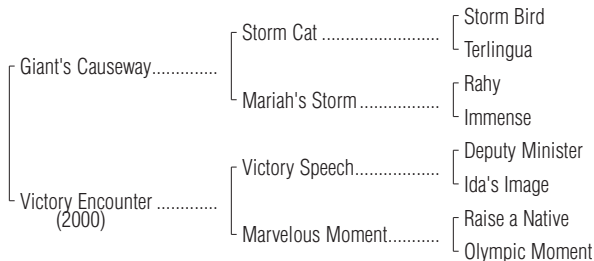 Storm Bird
Storm Cat ........................
Terlingua
Giant's Causeway.............
Rahy
Mariah's Storm .................
Immense
Deputy Minister
Victory Speech.................
Ida's Image
Victory Encounter ............
(2000)
Raise a Native
Marvelous Moment..........
Olympic Moment